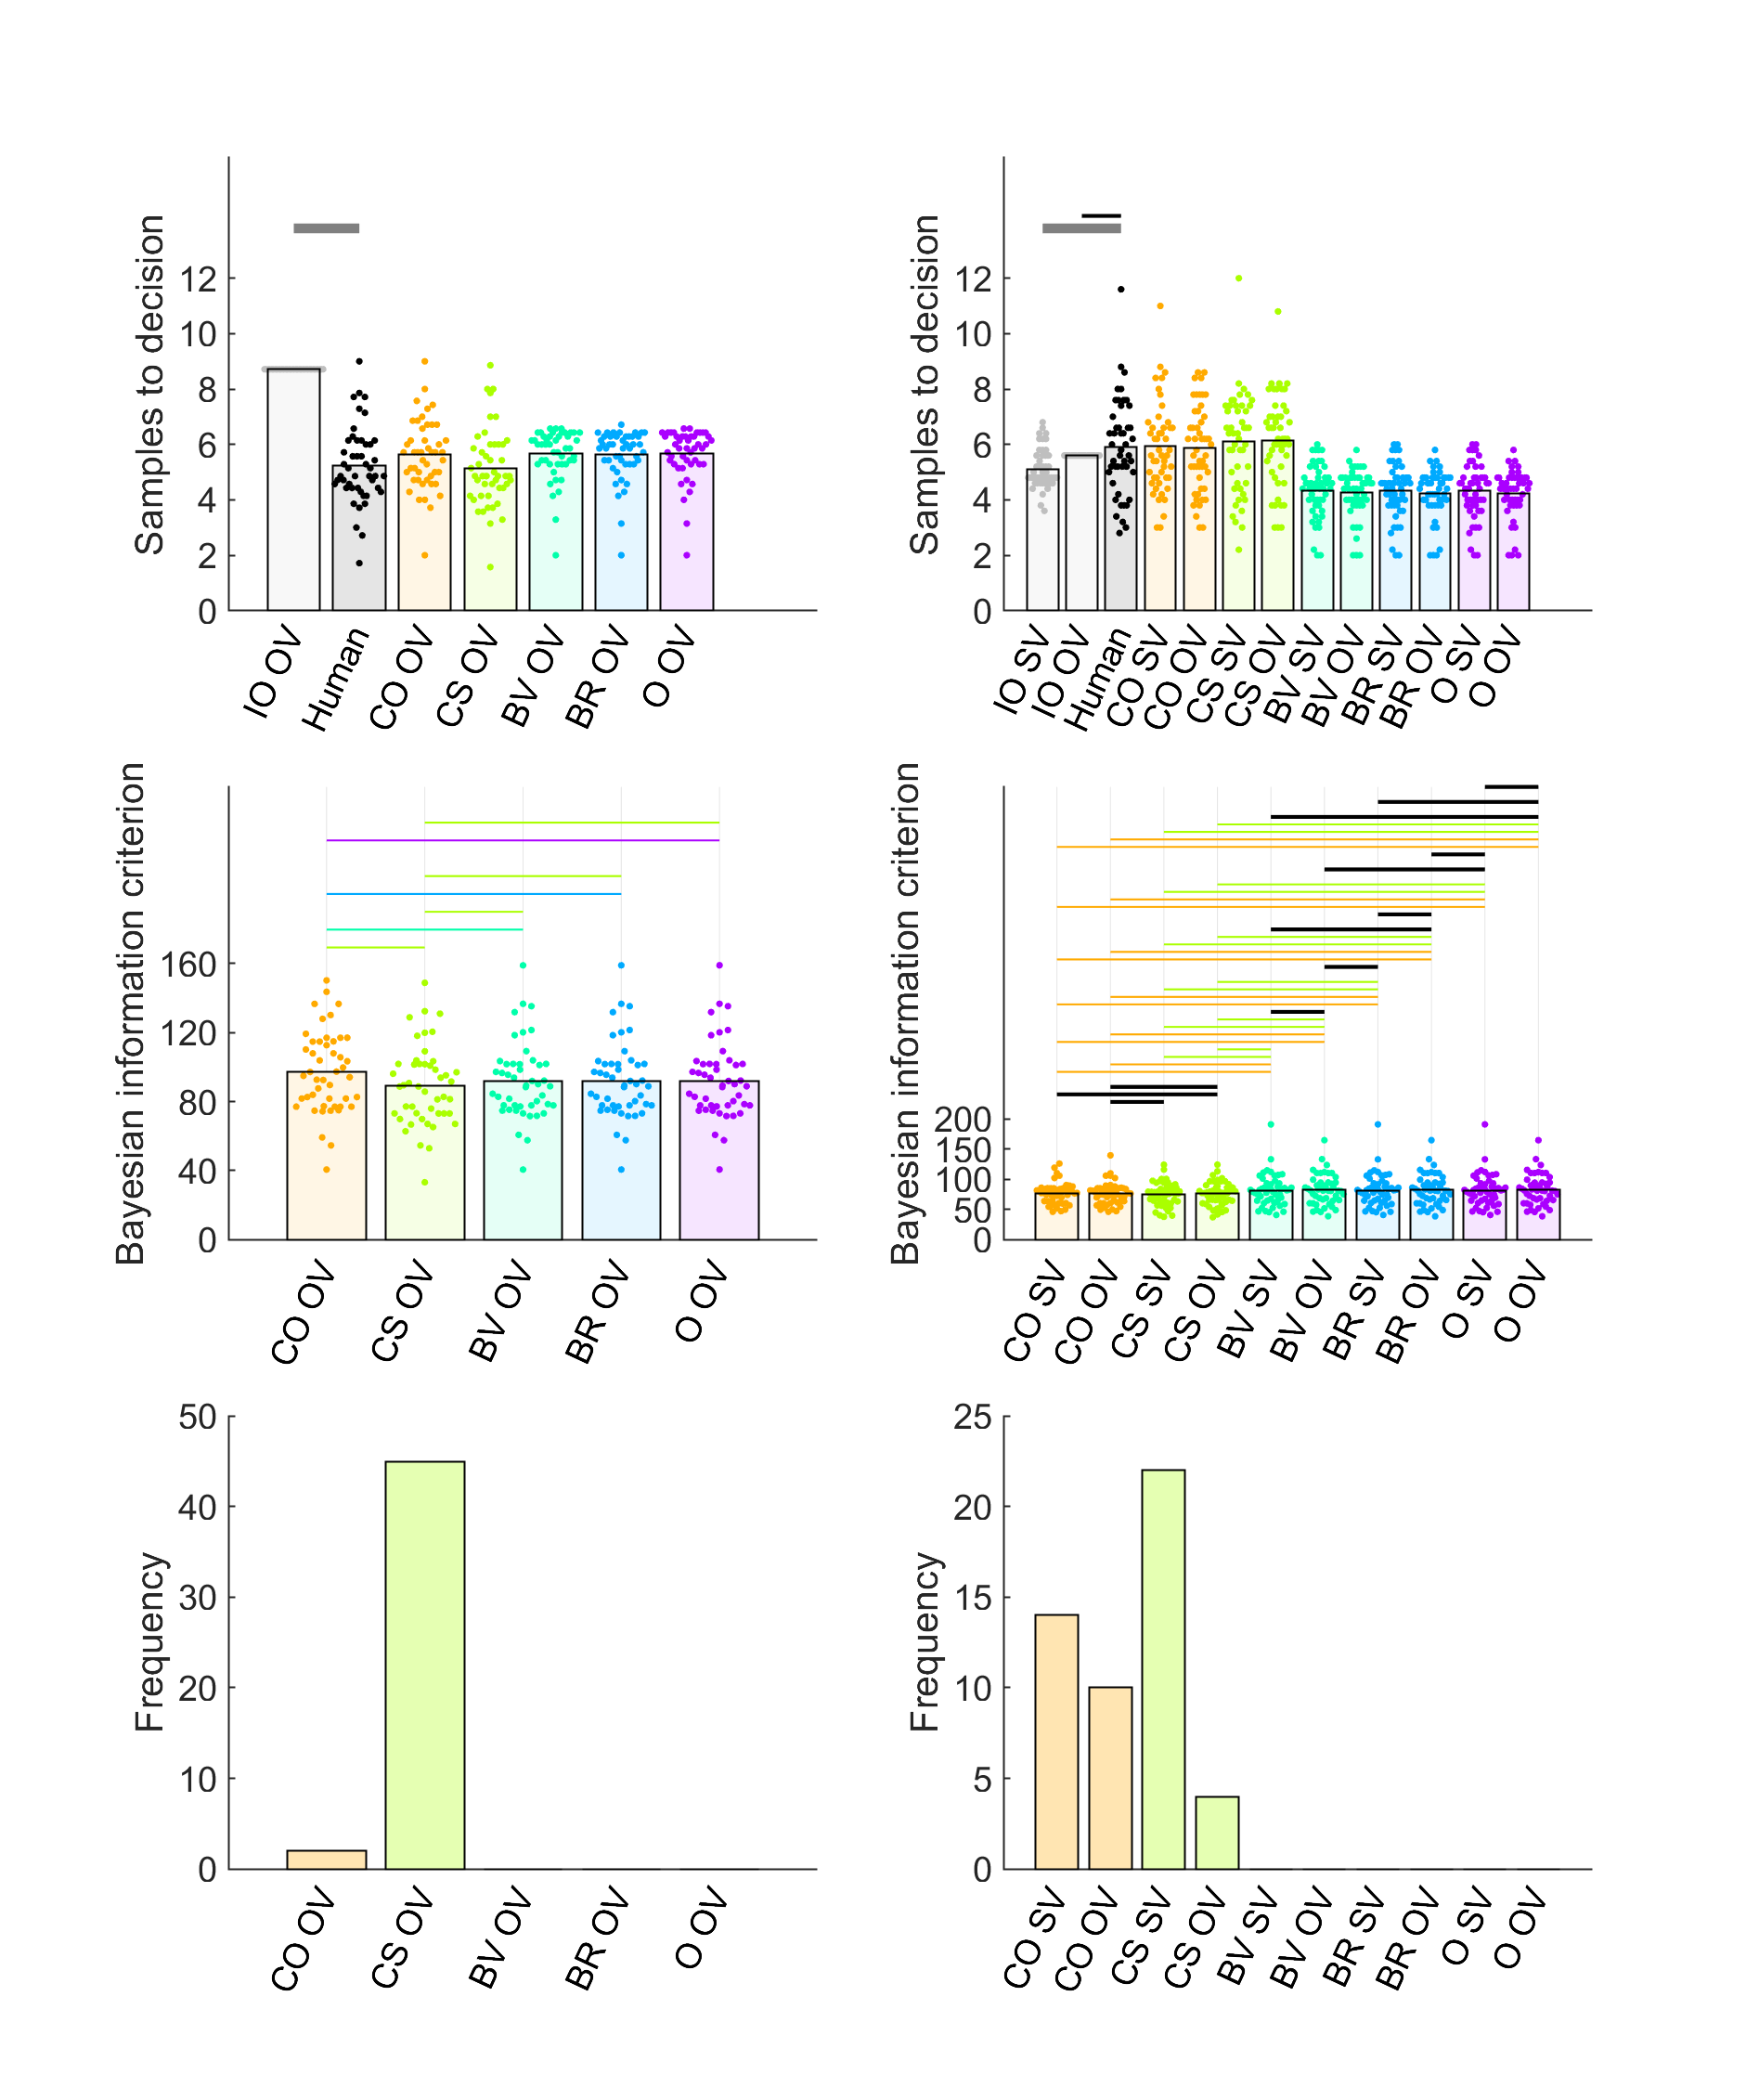 Samples to decision
12
10
8
6
4
2
0
IO OV
Human
CO OV
CS OV
BV OV
BR OV
O OV
Samples to decision
12
10
8
6
4
2
0
IO SV
IO OV
Human
CO SV
CO OV
CS SV
CS OV
BV SV
BV OV
BR SV
BR OV
O SV
O OV
Bayesian information criterion
160
120
80
40
0
CO OV
CS OV
BV OV
BR OV
O OV
Bayesian information criterion
200
150
100
50
0
CO SV
CO OV
CS SV
CS OV
BV SV
BV OV
BR SV
BR OV
O SV
O OV
Frequency
50
40
30
20
10
0
CO OV
CS OV
BV OV
BR OV
O OV
Frequency
25
20
15
10
5
0
CO SV
CO OV
CS SV
CS OV
BV SV
BV OV
BR SV
BR OV
O SV
O OV